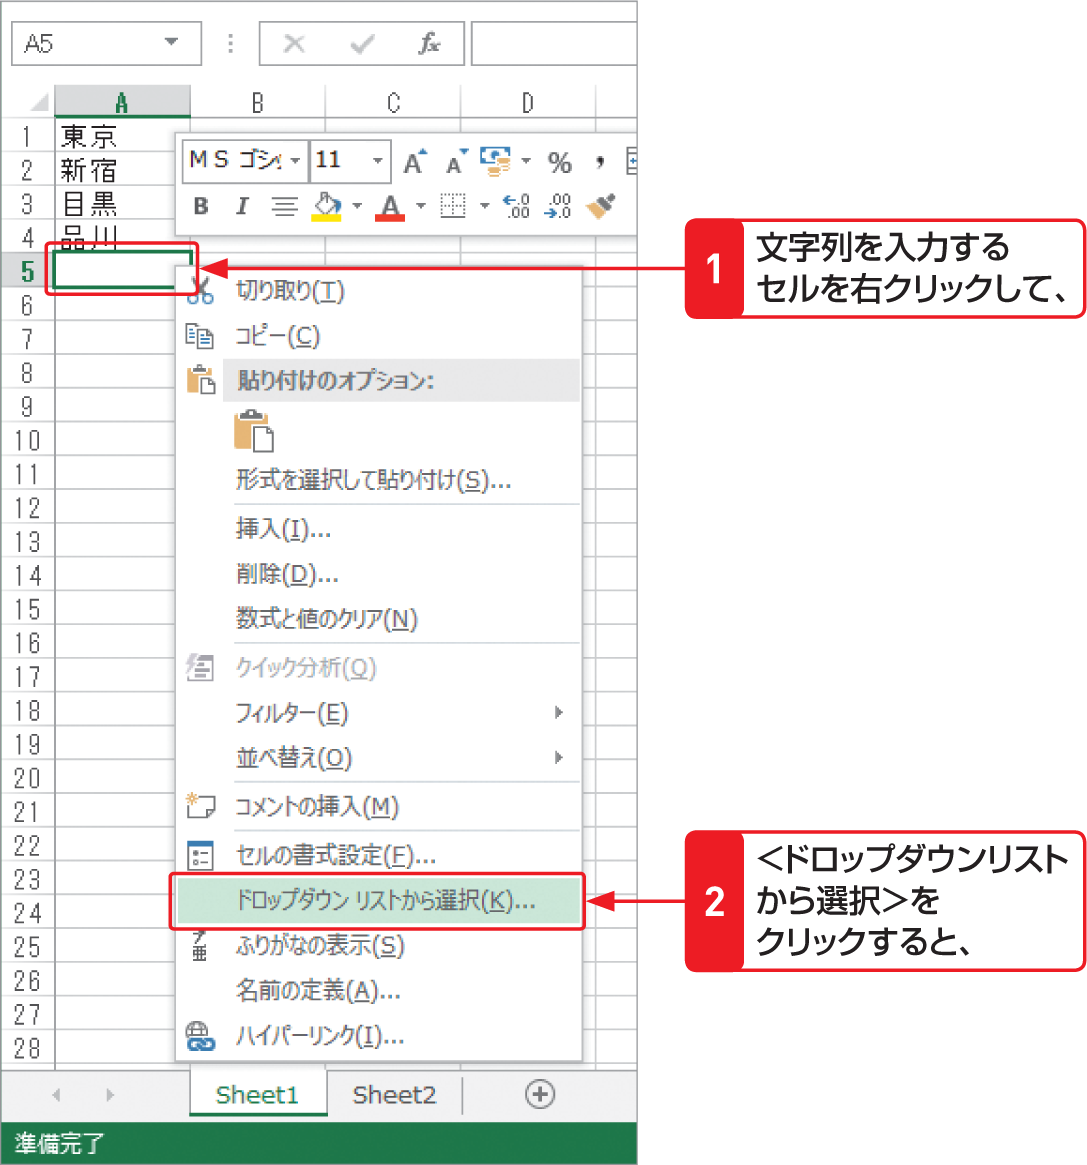 A5
fx
A B C D
1 東京
2 新宿
3 目黒
4 品川
5
6
7
8
9
10
11
12
13
14
15
16
17
18
19
20
21
22
23
24
25
26
27
28
ＭＳ ゴシ 11 A A % ,
B I A .0 .00 .00 .0
切り取り(T)
コピー(C)
貼り付けのオプション:
形式を選択して貼り付け(S)...
挿入(I)...
削除(D)...
数式と値のクリア(N)
クイック分析(Q)
フィルター(E)
並べ替え(O)
コメントの挿入(M)
セルの書式設定(F)...
ドロップダウン リストから選択(K)...
ふりがなの表示(S)
名前の定義(A)...
ハイパーリンク(I)...
Sheet1 Sheet2
準備完了
1 文字列を入力する
セルを右クリックして、
2 ＜ドロップダウンリスト
から選択＞を
クリックすると、